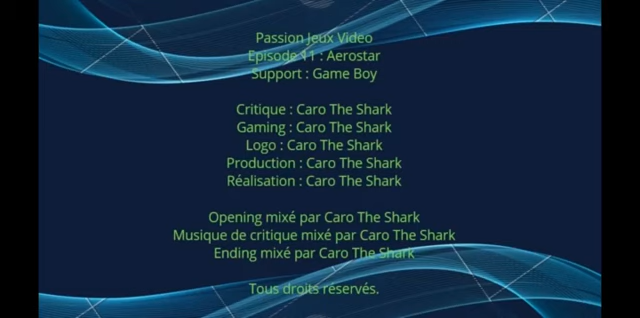 Passion Jeux Vidéo
Episode 11 : Aerostar
Support : Game Boy
Critique : Caro The Shark
Gaming : Caro The Shark
Logo : Caro The Shark
Production : Caro The Shark
Réalisation : Caro The Shark
Opening mixé par Caro The Shark
Musique de critique mixé par Caro The Shark
Ending mixé par Caro The Shark
Tous droits réservés.